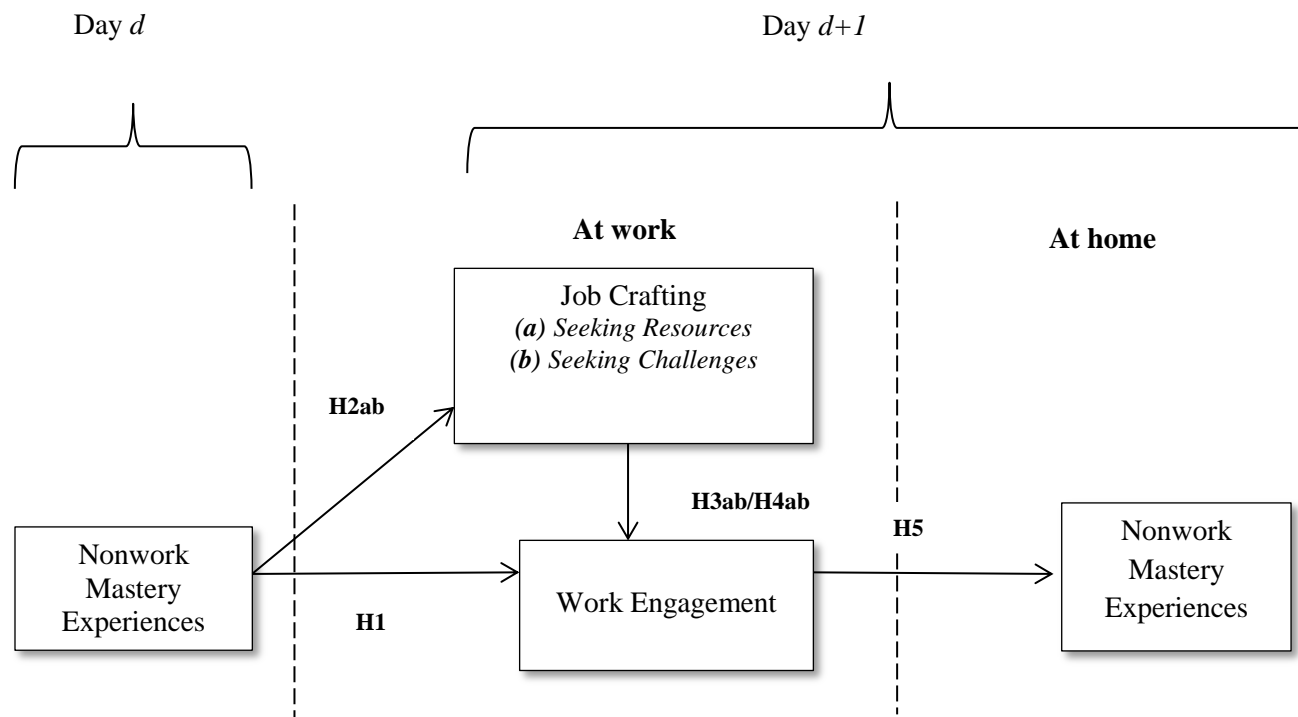 Day d
Day d+1
At work
At home
Job Crafting
(a) Seeking Resources
(b) Seeking Challenges
H2ab
H3ab/H4ab
H5
Nonwork
Mastery
Experiences
H1
Work Engagement
Nonwork
Mastery
Experiences